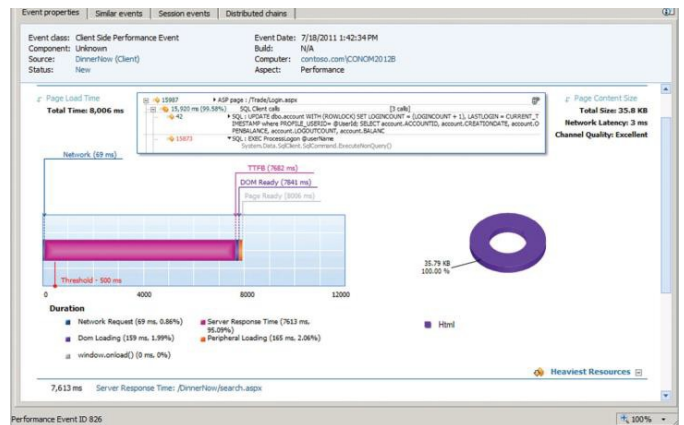 Event properties Similar events Session events Distributed chains
Event class: Client Side Performance Event
Component: Unknown
Source: DinnerNow (Client)
Status: New
Event Date: 7/18/2011 1:42:34 PM
Build: N/A
Computer: contoso.com\CONOM2012B
Aspect: Performance
Page Load Time
Total Time: 8,006 ms
15987 ASP page : /Trade/Login.aspx
15,920 ms (99.58%) SQL Client calls [3 calls]
42 SQL : UPDATE dbo.account WITH (ROWLOCK) SET LOGINCOUNT = (LOGINCOUNT + 1), LASTLOGIN = CURRENT_T
IMESTAMP where PROFILE_USERID= @UserId; SELECT account.ACCOUNTID, account.CREATIONDATE, account.O
PENBALANCE, account.LOGOUTCOUNT, account.BALANC
15873 SQL : EXEC ProcessLogon @userName
System.Data.SqlClient.SqlCommand.ExecuteNonQuery()
Page Content Size
Total Size: 35.8 KB
Network Latency: 3 ms
Channel Quality: Excellent
Network (69 ms)
TTFB (7682 ms)
DOM Ready (7841 ms)
Page Ready (8006 ms)
Threshold - 500 ms
0 4000 8000 12000
35.79 KB
100.00 %
Duration
Network Request (69 ms, 0.86%)
Server Response Time (7613 ms,
95.09%)
Dom Loading (159 ms, 1.99%)
Peripheral Loading (165 ms, 2.06%)
window.onload() (0 ms, 0%)
Html
Heaviest Resources
7,613 ms Server Response Time: /DinnerNow/search.aspx
Performance Event ID 826
100%